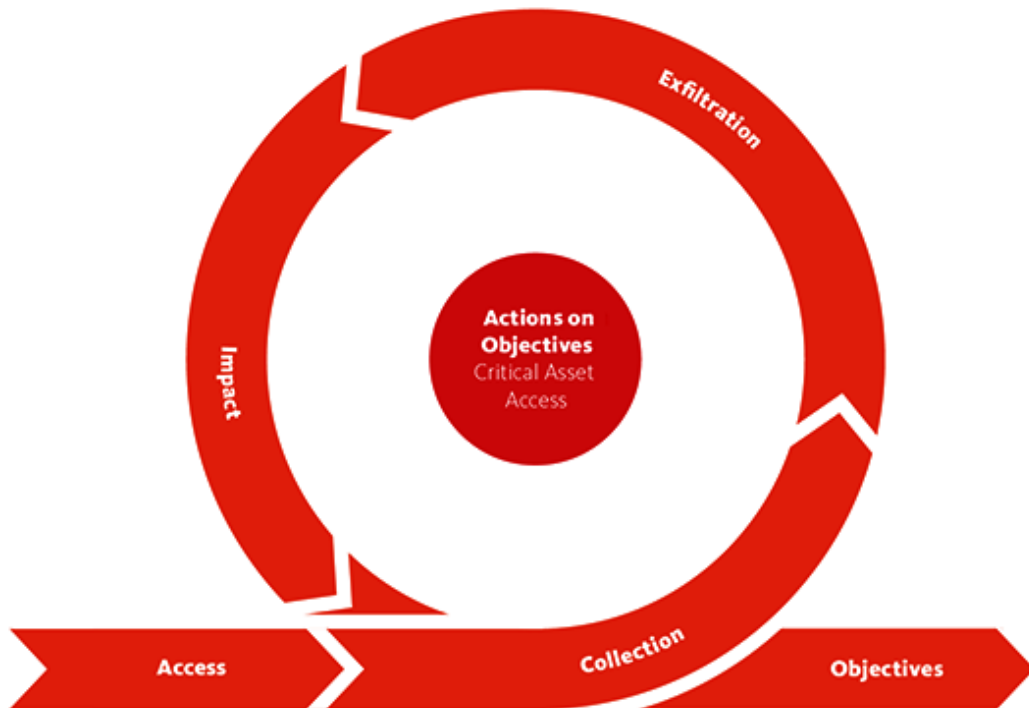 Exfiltration
Actions on
Objectives
Critical Asset
Access
Impact
Access
Collection
Objectives